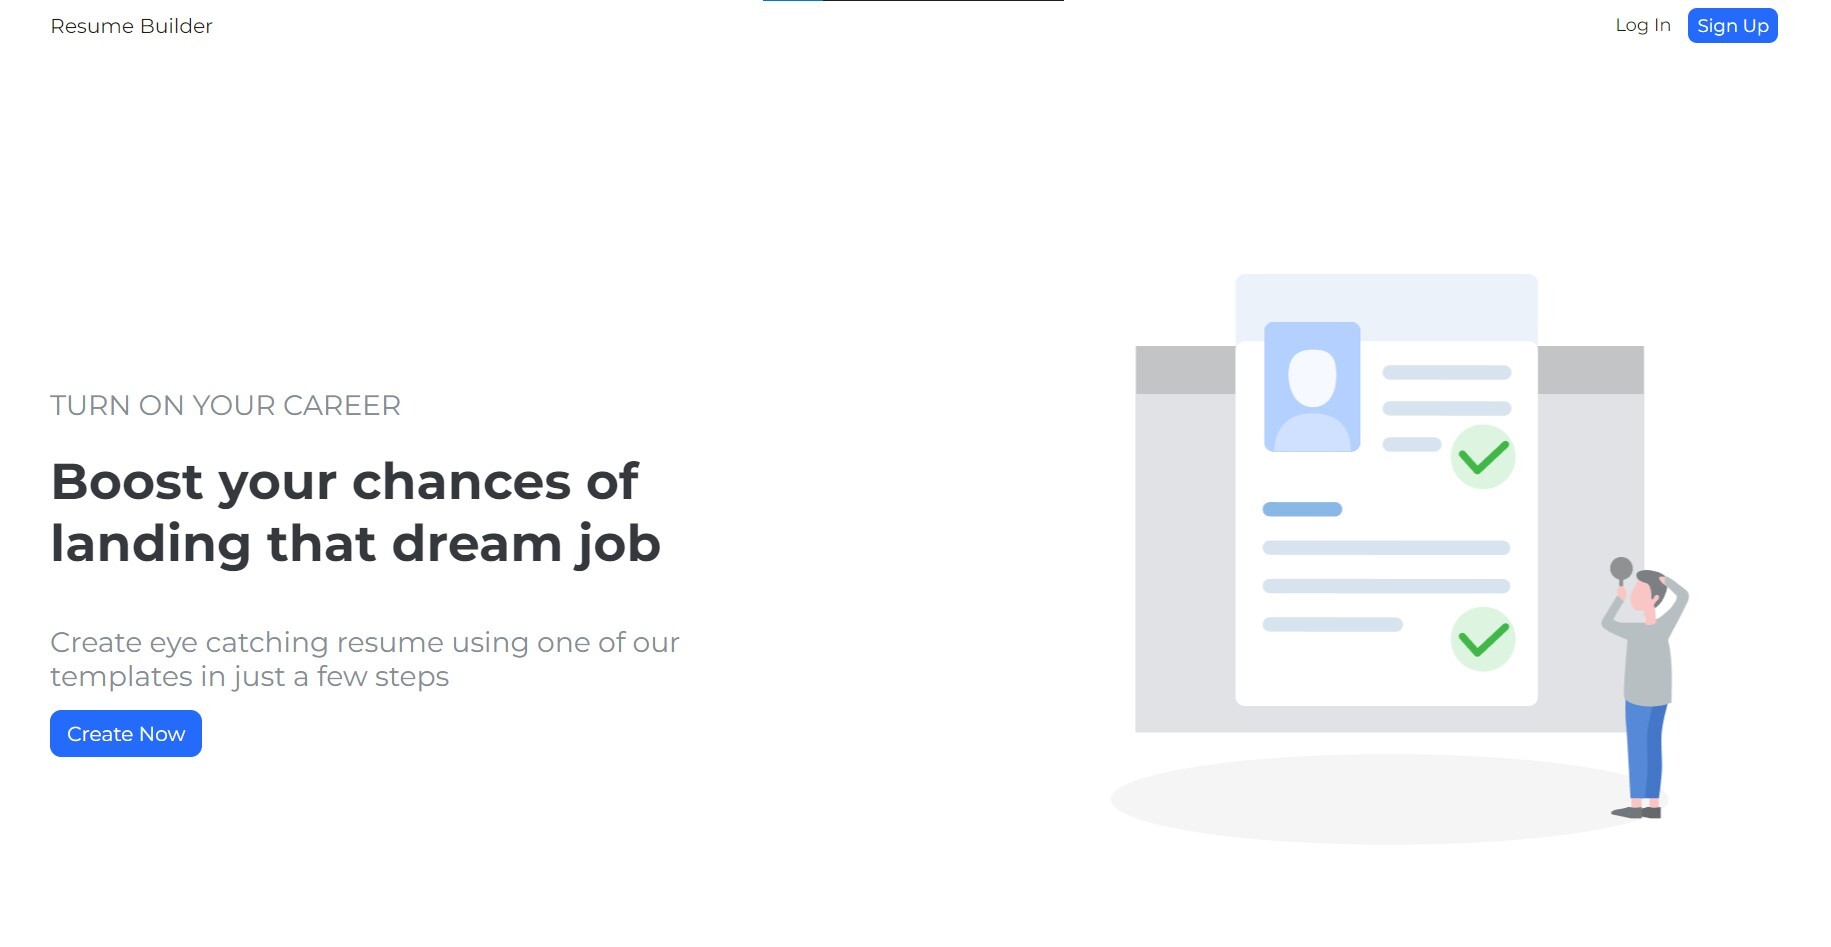 Resume Builder
Log In
Sign Up
TURN ON YOUR CAREER
Boost your chances of
landing that dream job
Create eye catching resume using one of our
templates in just a few steps
Create Now